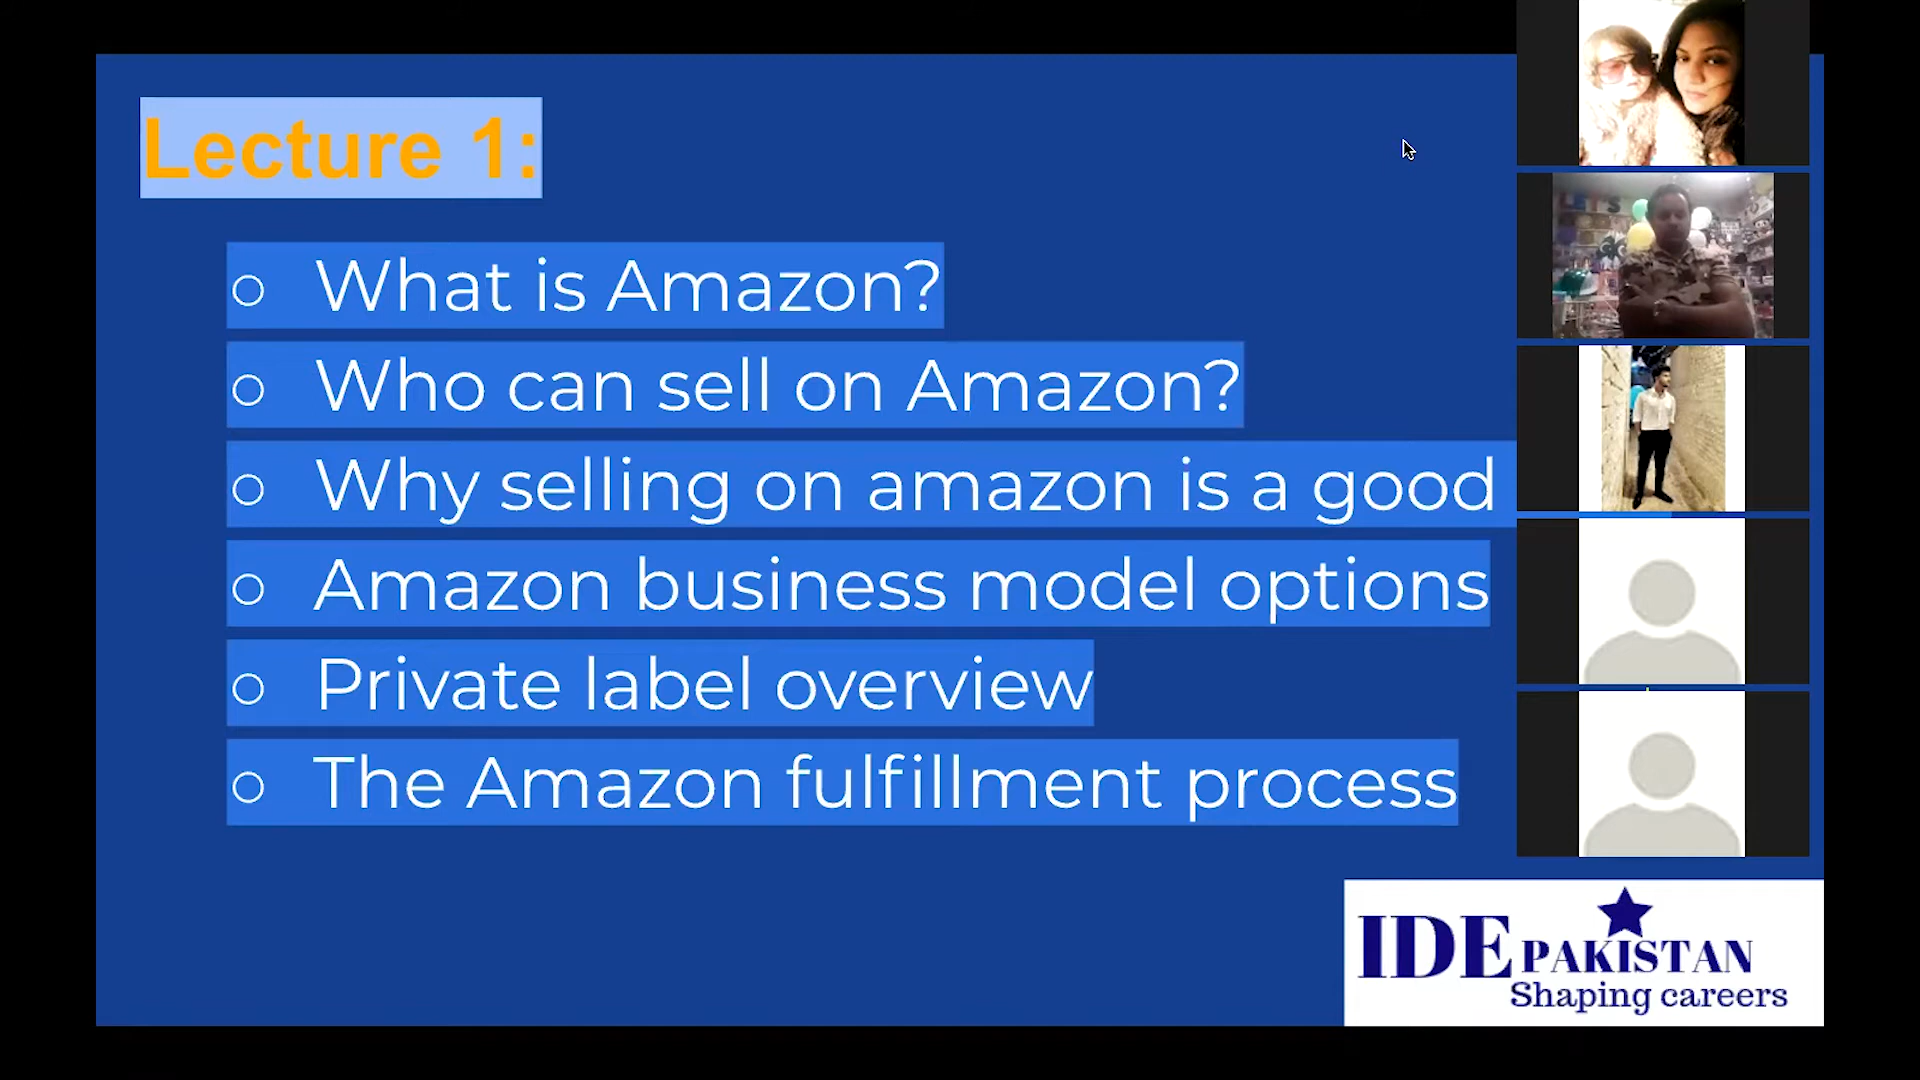 Lecture 1:
○ What is Amazon?
○ Who can sell on Amazon?
○ Why selling on amazon is a good
○ Amazon business model options
○ Private label overview
○ The Amazon fulfillment process
LET'S
IDE PAKISTAN
Shaping careers